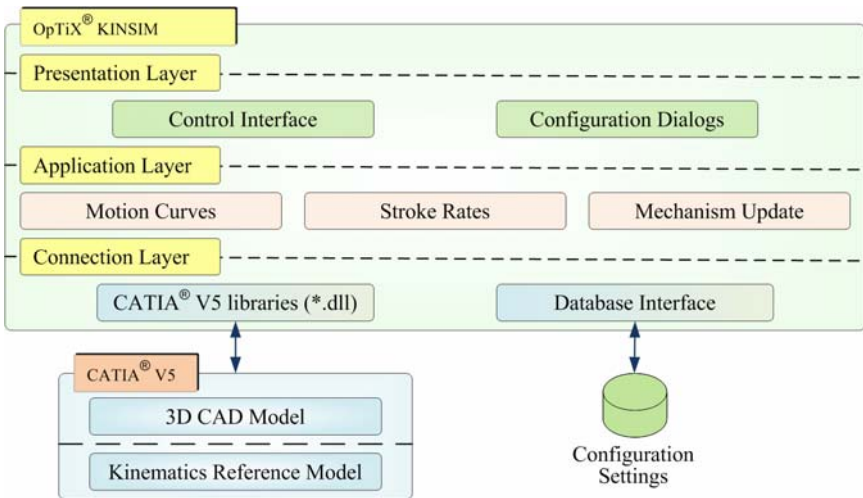 OpTiX® KINSIM
Presentation Layer
Control Interface
Configuration Dialogs
Application Layer
Motion Curves
Stroke Rates
Mechanism Update
Connection Layer
CATIA® V5 libraries (*.dll)
Database Interface
CATIA® V5
3D CAD Model
Kinematics Reference Model
Configuration
Settings